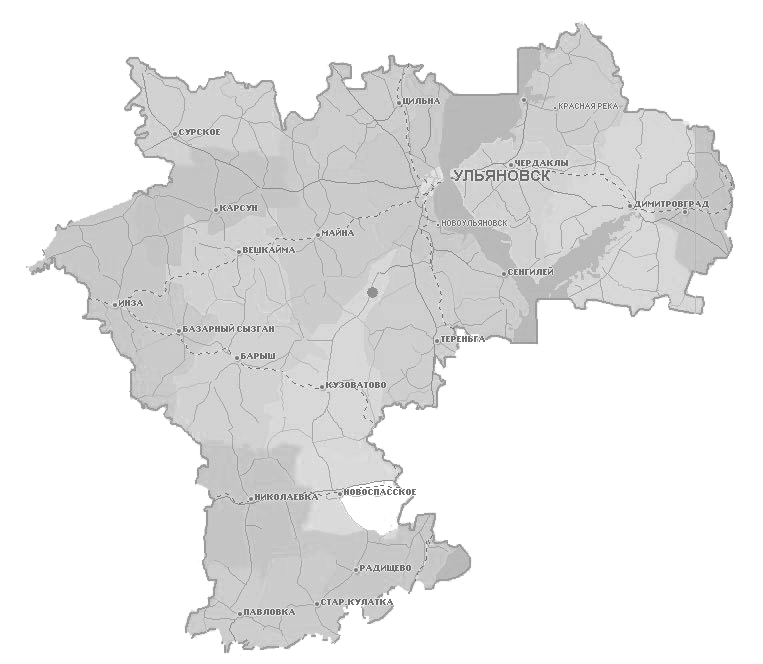 ЦИЛЬНА
КРАСНАЯ РЕКА
СУРСКОЕ
ЧЕРДАКЛЫ
УЛЬЯНОВСК
КАРСУН
ДИМИТРОВГРАД
НОВОУЛЬЯНОВСК
МАЙНА
ВЕШКАЙМА
СЕНГИЛЕЙ
ИНЗА
БАЗАРНЫЙ СЫЗГАН
ТЕРЕНЬГА
БАРЫШ
КУЗОВАТОВО
НОВОСПАССКОЕ
НИКОЛАЕВКА
РАДИЩЕВО
СТАР.КУЛАТКА
ПАВЛОВКА